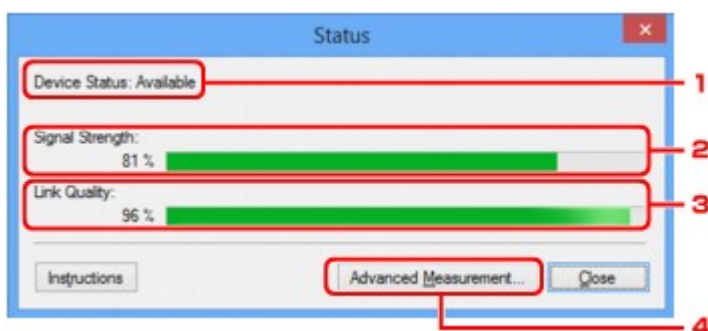 Status
Device Status: Available
1
Signal Strength:
81 %
2
Link Quality:
96 %
3
Instructions
Advanced Measurement...
Close
4